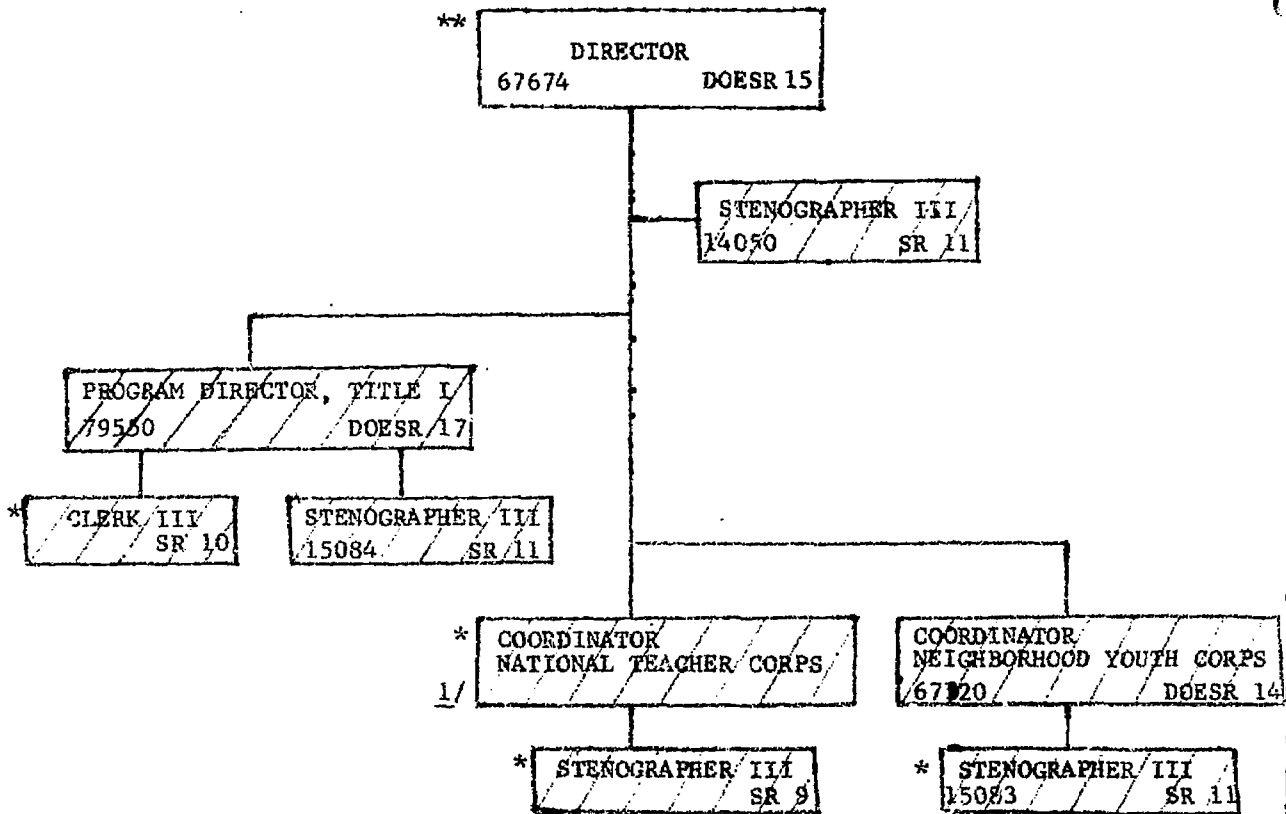 **
DIRECTOR
67674 DOESR 15
STENOGRAPHER III
14050 SR 11
PROGRAM DIRECTOR, TITLE I
79550 DOESR 17
*
CLERK III
SR 10
STENOGRAPHER III
15084 SR 11
*
COORDINATOR
NATIONAL TEACHER CORPS
1/
COORDINATOR
NEIGHBORHOOD YOUTH CORPS
DOESR 14
*
STENOGRAPHER III
SR 9
*
STENOGRAPHER III
15083 SR 11